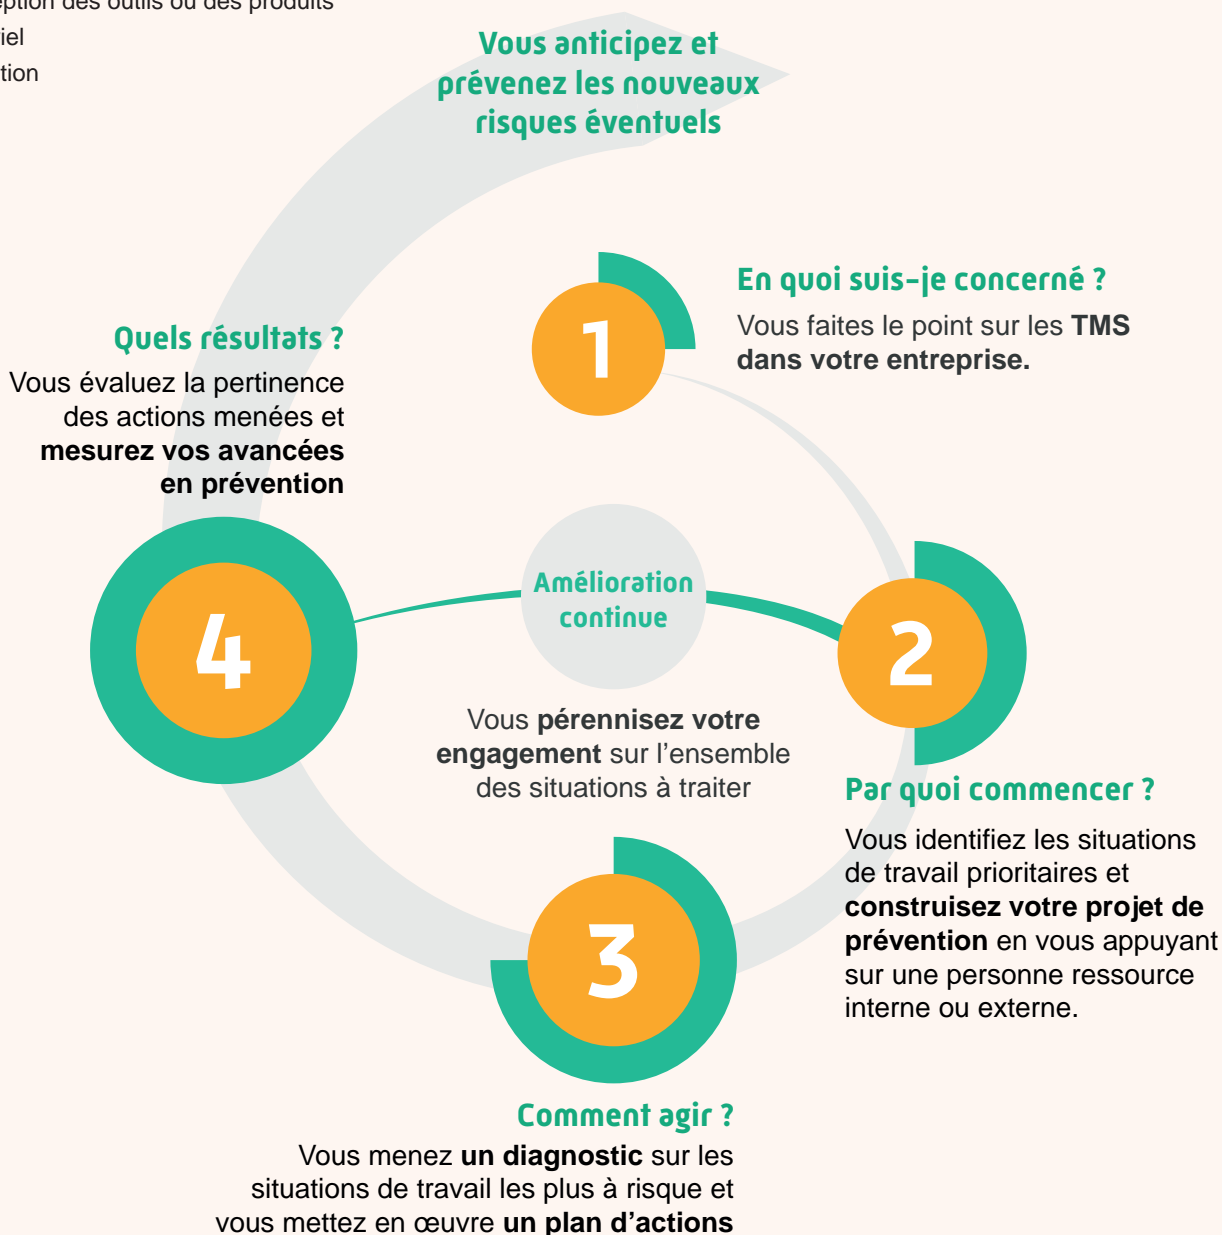 des outils ou des produits
Vous anticipez et
prévenez les nouveaux
risques éventuels
1
En quoi suis-je concerné ?
Vous faites le point sur les TMS
dans votre entreprise.
Quels résultats ?
Vous évaluez la pertinence
des actions menées et
mesurez vos avancées
en prévention
4
Amélioration
continue
2
Vous pérennisez votre
engagement sur l’ensemble
des situations à traiter
Par quoi commencer ?
Vous identifiez les situations
de travail prioritaires et
construisez votre projet de
prévention en vous appuyant
sur une personne ressource
interne ou externe.
3
Comment agir ?
Vous menez un diagnostic sur les
situations de travail les plus à risque et
vous mettez en œuvre un plan d’actions